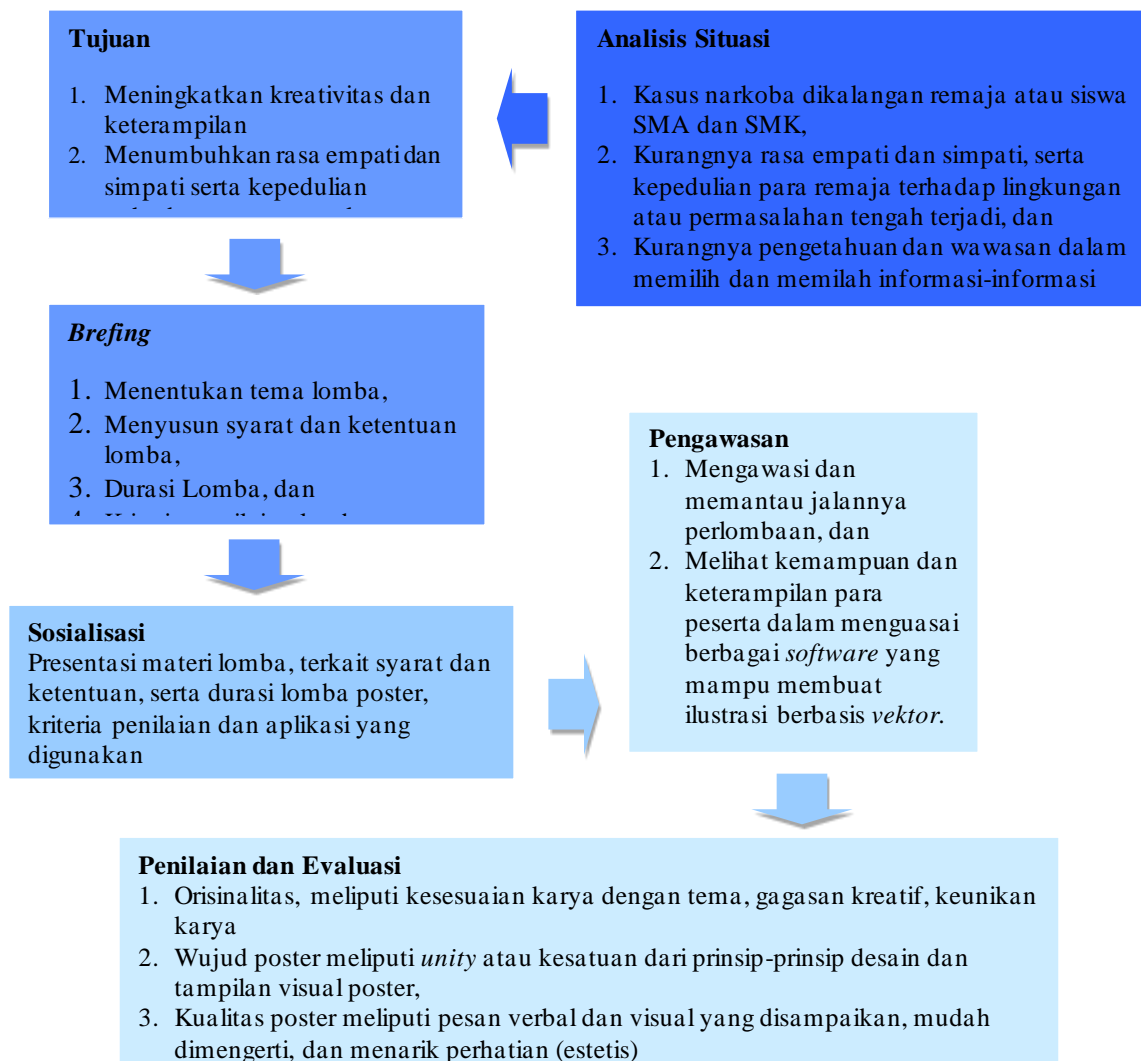 Tujuan
1. Meningkatkan kreativitas dan
keterampilan
2. Menumbuhkan rasa empati dan
simpati serta kepedulian
Analisis Situasi
1. Kasus narkoba dikalangan remaja atau siswa
SMA dan SMK,
2. Kurangnya rasa empati dan simpati, serta
kepedulian para remaja terhadap lingkungan
atau permasalahan tengah terjadi, dan
3. Kurangnya pengetahuan dan wawasan dalam
memilih dan memilah informasi-informasi
Brefing
1. Menentukan tema lomba,
2. Menyusun syarat dan ketentuan
lomba,
3. Durasi Lomba, dan
Sosialisasi
Presentasi materi lomba, terkait syarat dan
ketentuan, serta durasi lomba poster,
kriteria penilaian dan aplikasi yang
digunakan
Pengawasan
1. Mengawasi dan
memantau jalannya
perlombaan, dan
2. Melihat kemampuan dan
keterampilan para
peserta dalam menguasai
berbagai software yang
mampu membuat
ilustrasi berbasis vektor.
Penilaian dan Evaluasi
1. Orisinalitas, meliputi kesesuaian karya dengan tema, gagasan kreatif, keunikan
karya
2. Wujud poster meliputi unity atau kesatuan dari prinsip-prinsip desain dan
tampilan visual poster,
3. Kualitas poster meliputi pesan verbal dan visual yang disampaikan, mudah
dimengerti, dan menarik perhatian (estetis)